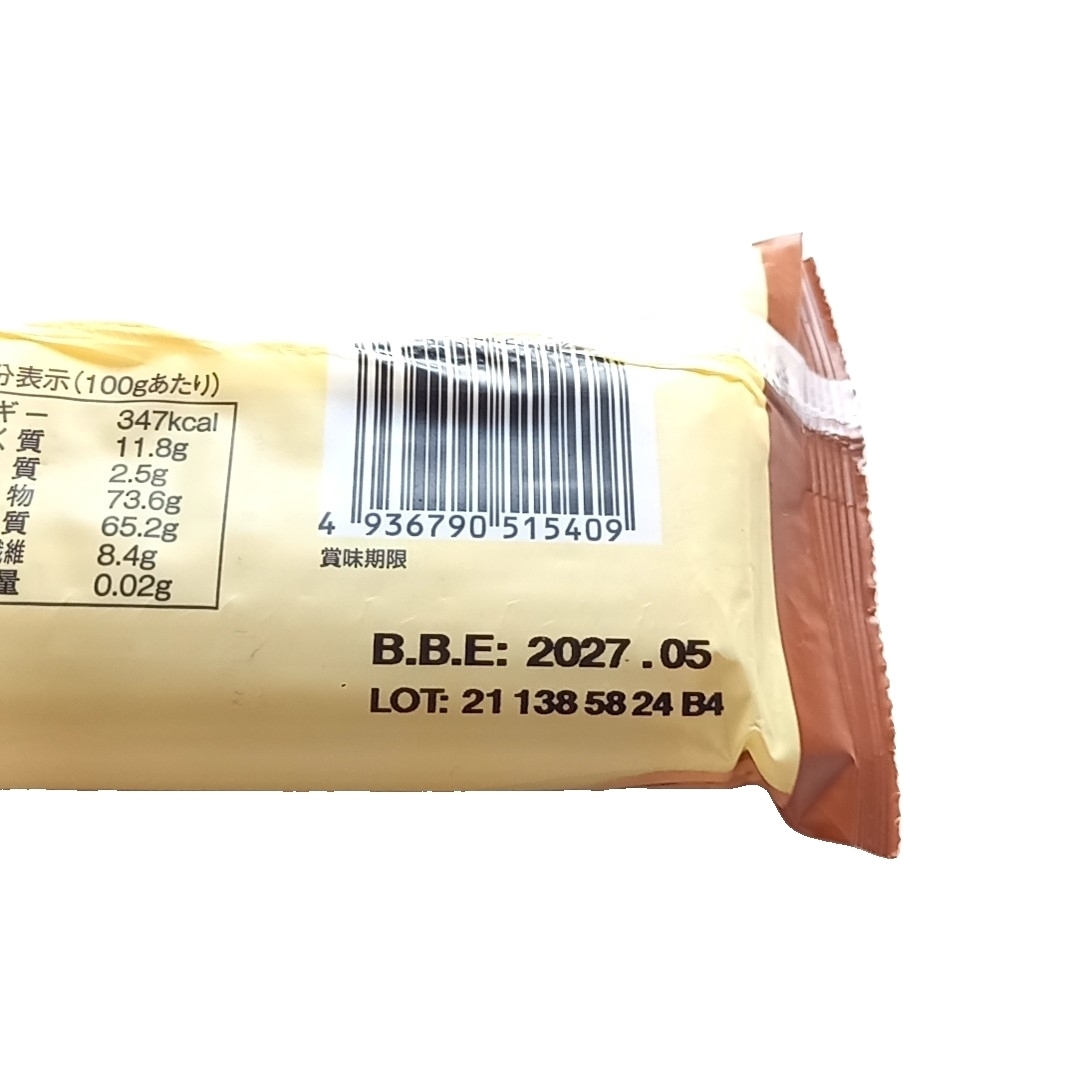 分表示(100gあたり)
ギー 347kcal
く質 11.8g
質 2.5g
物 73.6g
質 65.2g
維 8.4g
量 0.02g
4 936790 515409
賞味期限
B.B.E: 2027.05
LOT: 21 138 58 24 B4